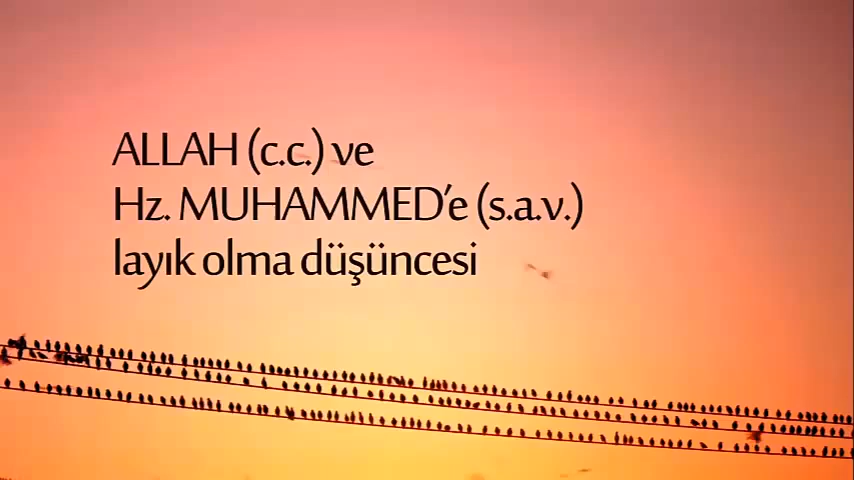 ALLAH (c.c.) ve
Hz. MUHAMMED’e (s.a.v.)
layık olma düşüncesi